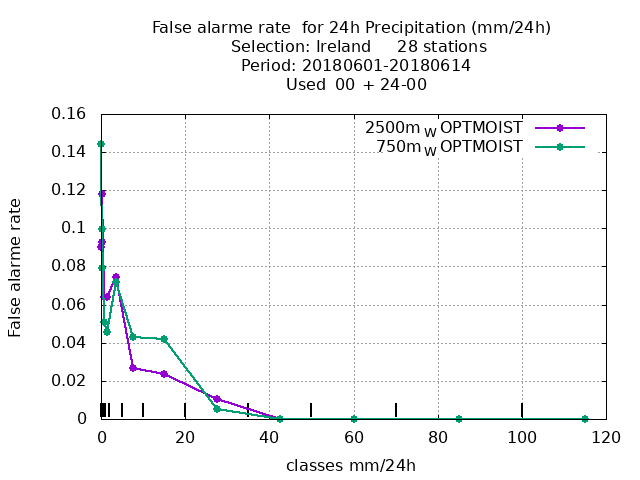 False alarme rate  for 24h Precipitation (mm/24h)
Selection: Ireland     28 stations
Period: 20180601-20180614
Used  00 + 24-00
2500m W OPTMOIST
750m W OPTMOIST
False alarme rate
0.16
0.14
0.12
0.1
0.08
0.06
0.04
0.02
0
0 20 40 60 80 100 120
classes mm/24h